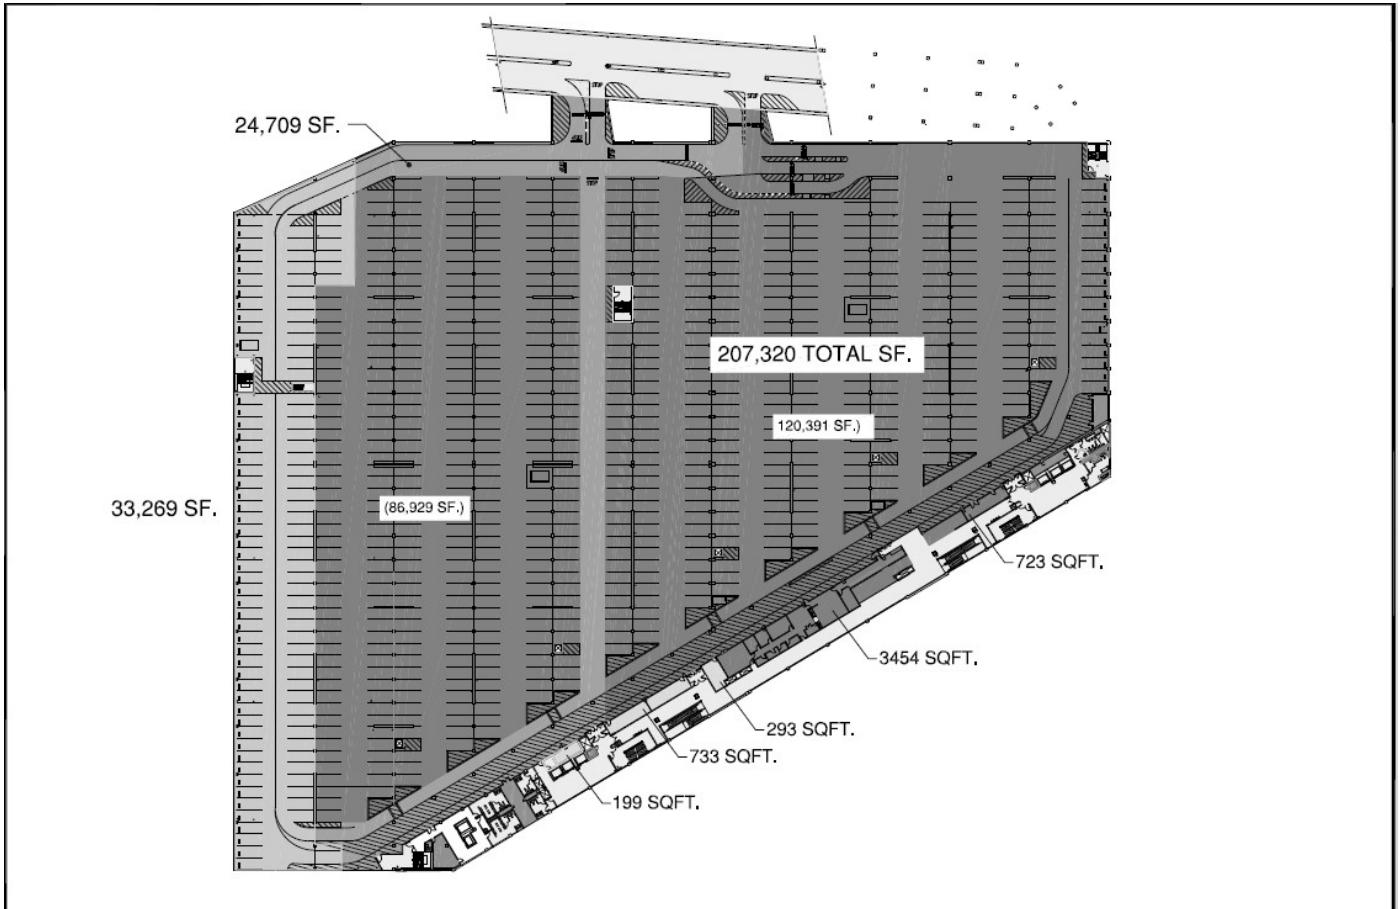 24,709 SF.
207,320 TOTAL SF.
120,391 SF.)
33,269 SF.
(86,929 SF.)
723 SQFT.
3454 SQFT.
293 SQFT.
733 SQFT.
199 SQFT.